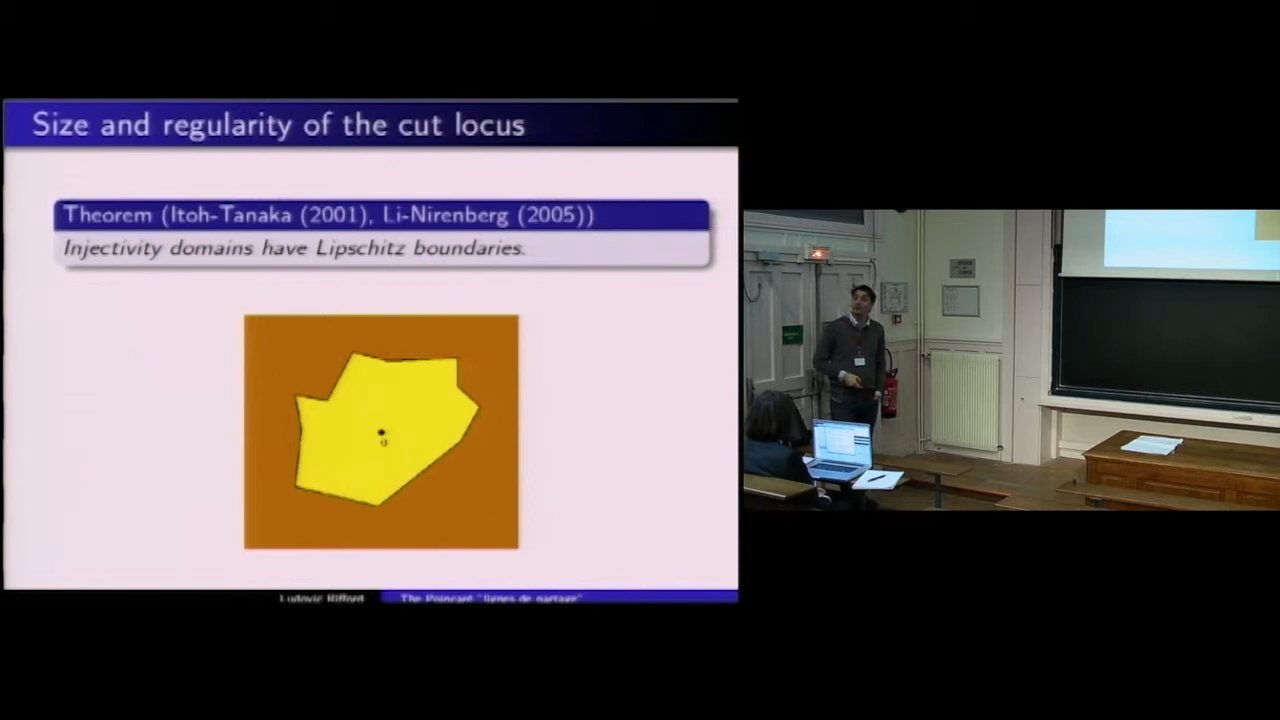 Size and regularity of the cut locus
Theorem (Itoh-Tanaka (2001), Li-Nirenberg (2005))
Injectivity domains have Lipschitz boundaries.
0
Ludovic Rifford The Poincaré "lignes de partage"